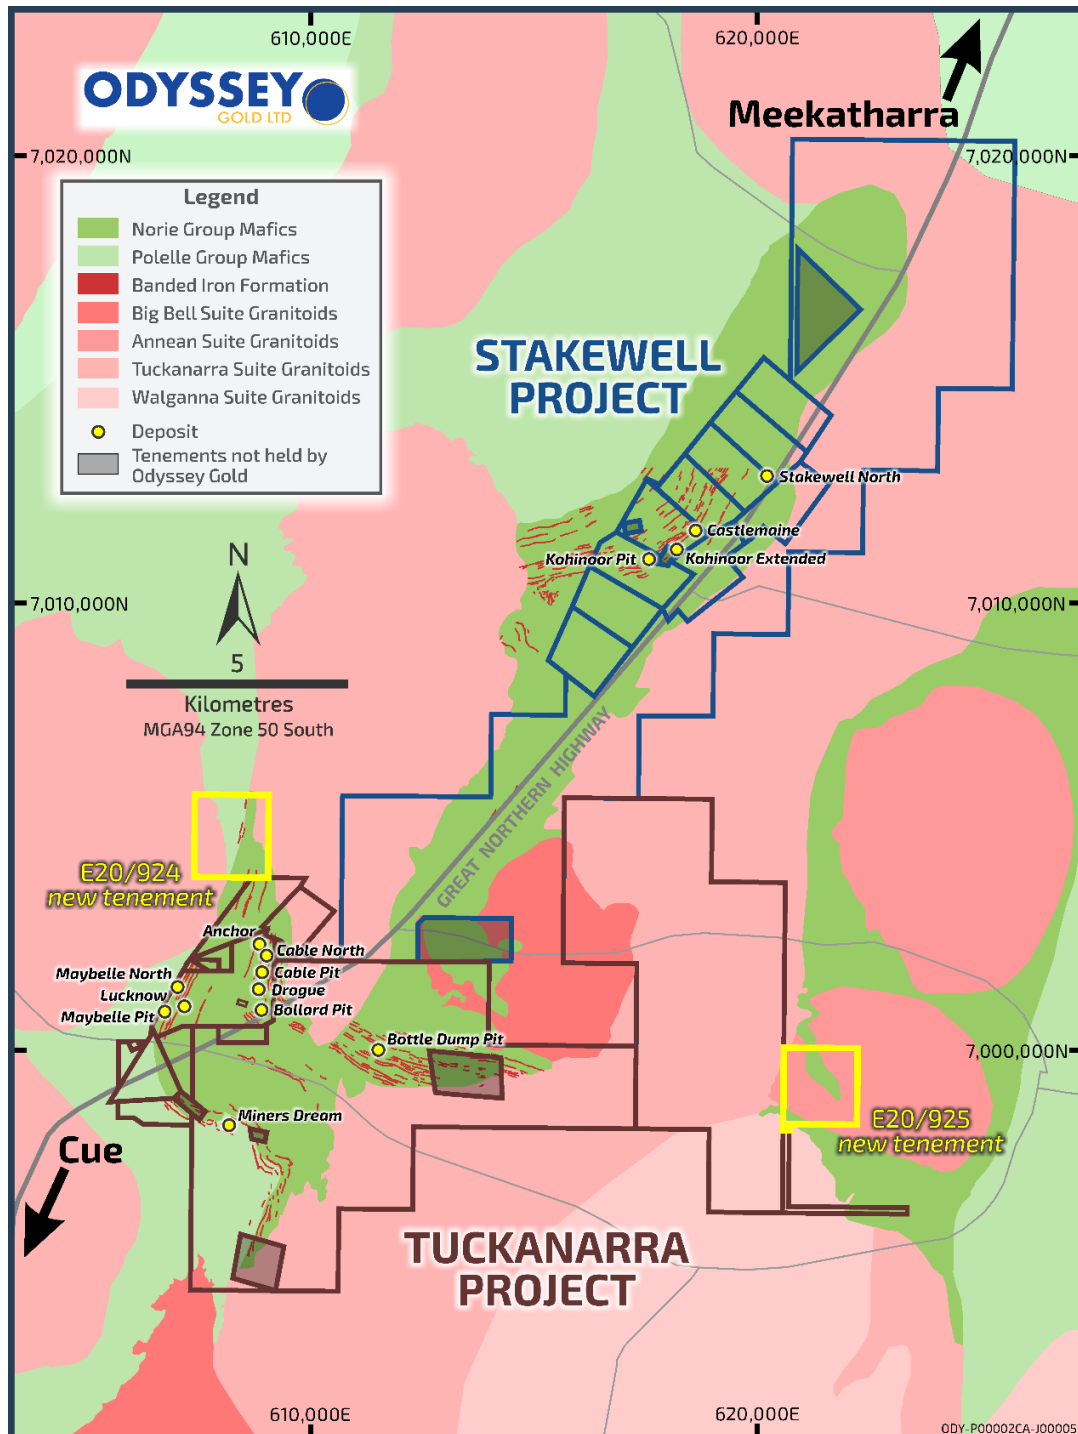 610,000E
620,000E
ODYSSEY
GOLD LTD
Meekatharra
7,020,000N
7,020,000N
Legend
Norie Group Mafics
Polelle Group Mafics
Banded Iron Formation
Big Bell Suite Granitoids
Annean Suite Granitoids
Tuckanarra Suite Granitoids
Walganna Suite Granitoids
Deposit
Tenements not held by
Odyssey Gold
STAKEWELL
PROJECT
Stakewell North
Castlemaine
Kohinoor Pit
Kohinoor Extended
N
7,010,000N
7,010,000N
5
Kilometres
MGA94 Zone 50 South
GREAT NORTHERN HIGHWAY
E20/924
new tenement
Anchor
Cable North
Maybelle North
Cable Pit
Lucknow
Drogue
Maybelle Pit
Bollard Pit
Bottle Dump Pit
7,000,000N
Miners Dream
E20/925
new tenement
Cue
TUCKANARRA
PROJECT
610,000E
620,000E
ODY-P00002CA-J00005